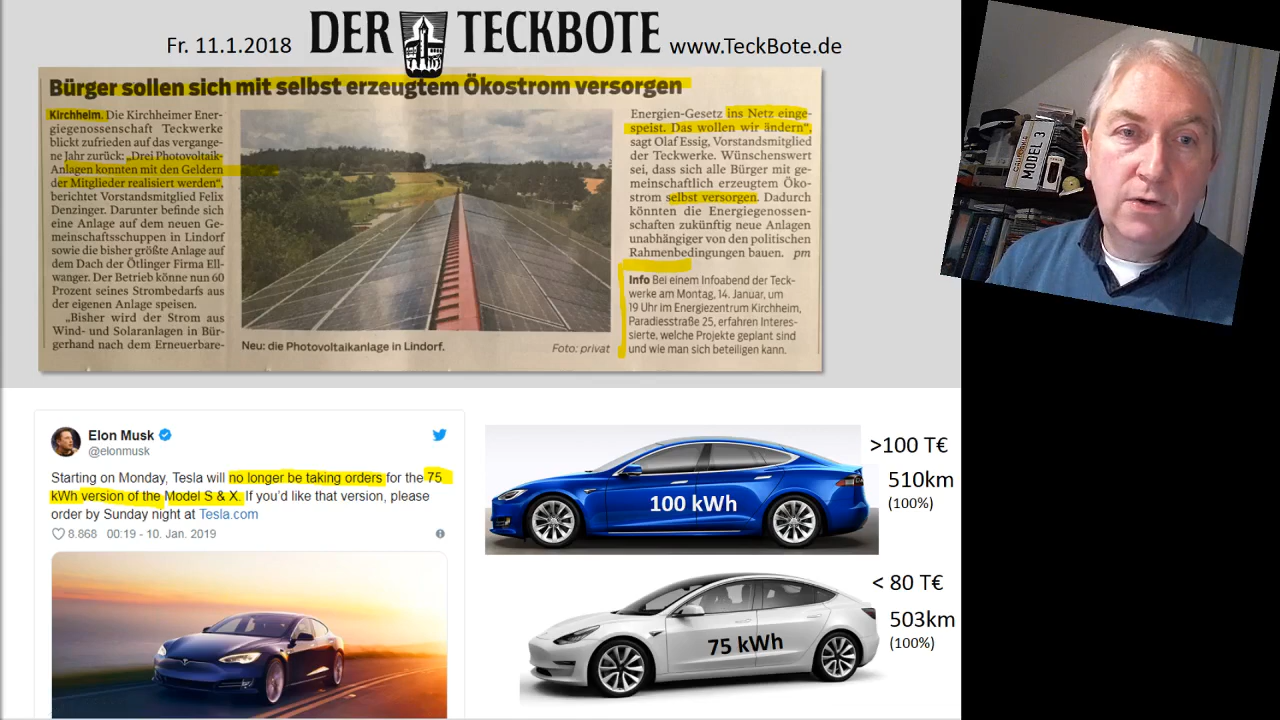 Fr. 11.1.2018 DER TECKBOTE www.TeckBote.de
Bürger sollen sich mit selbst erzeugtem Ökostrom versorgen
Kirchheim. Die Kirchheimer Ener-
giegenossenschaft Teckwerke
blickt zufrieden auf das vergange-
ne Jahr zurück: „Drei Photovoltaik-
Anlagen konnten mit den Geldern
der Mitglieder realisiert werden“,
berichtet Vorstandsmitglied Felix
Denzinger. Darunter befinde sich
eine Anlage auf dem neuen Ge-
meinschaftsschuppen in Lindorf
sowie die bisher größte Anlage auf
dem Dach der Ötlinger Firma Ell-
wanger. Der Betrieb könne nun 60
Prozent seines Strombedarfs aus
der eigenen Anlage speisen.
„Bisher wird der Strom aus
Wind- und Solaranlagen in Bür-
gerhand nach dem Erneuerbare-
Neu: die Photovoltaikanlage in Lindorf.
Foto: privat
Energien-Gesetz ins Netz einge-
speist. Das wollen wir ändern“,
sagt Olaf Essig, Vorstandsmitglied
der Teckwerke. Wünschenswert
sei, dass sich alle Bürger mit ge-
meinschaftlich erzeugtem Öko-
strom selbst versorgen. Dadurch
könnten die Energiegenossen-
schaften zukünftig neue Anlagen
unabhängiger von den politischen
Rahmenbedingungen bauen. pm
Info Bei einem Infoabend der Teck-
werke am Montag, 14. Januar, um
19 Uhr im Energiezentrum Kirchheim,
Paradiesstraße 25, erfahren Interes-
sierte, welche Projekte geplant sind
und wie man sich beteiligen kann.
MODEL 3
Elon Musk
@elonmusk
Starting on Monday, Tesla will no longer be taking orders for the 75
kWh version of the Model S & X. If you’d like that version, please
order by Sunday night at Tesla.com
8.868 00:19 - 10. Jan. 2019
100 kWh
>100 T€
510km
(100%)
75 kWh
< 80 T€
503km
(100%)